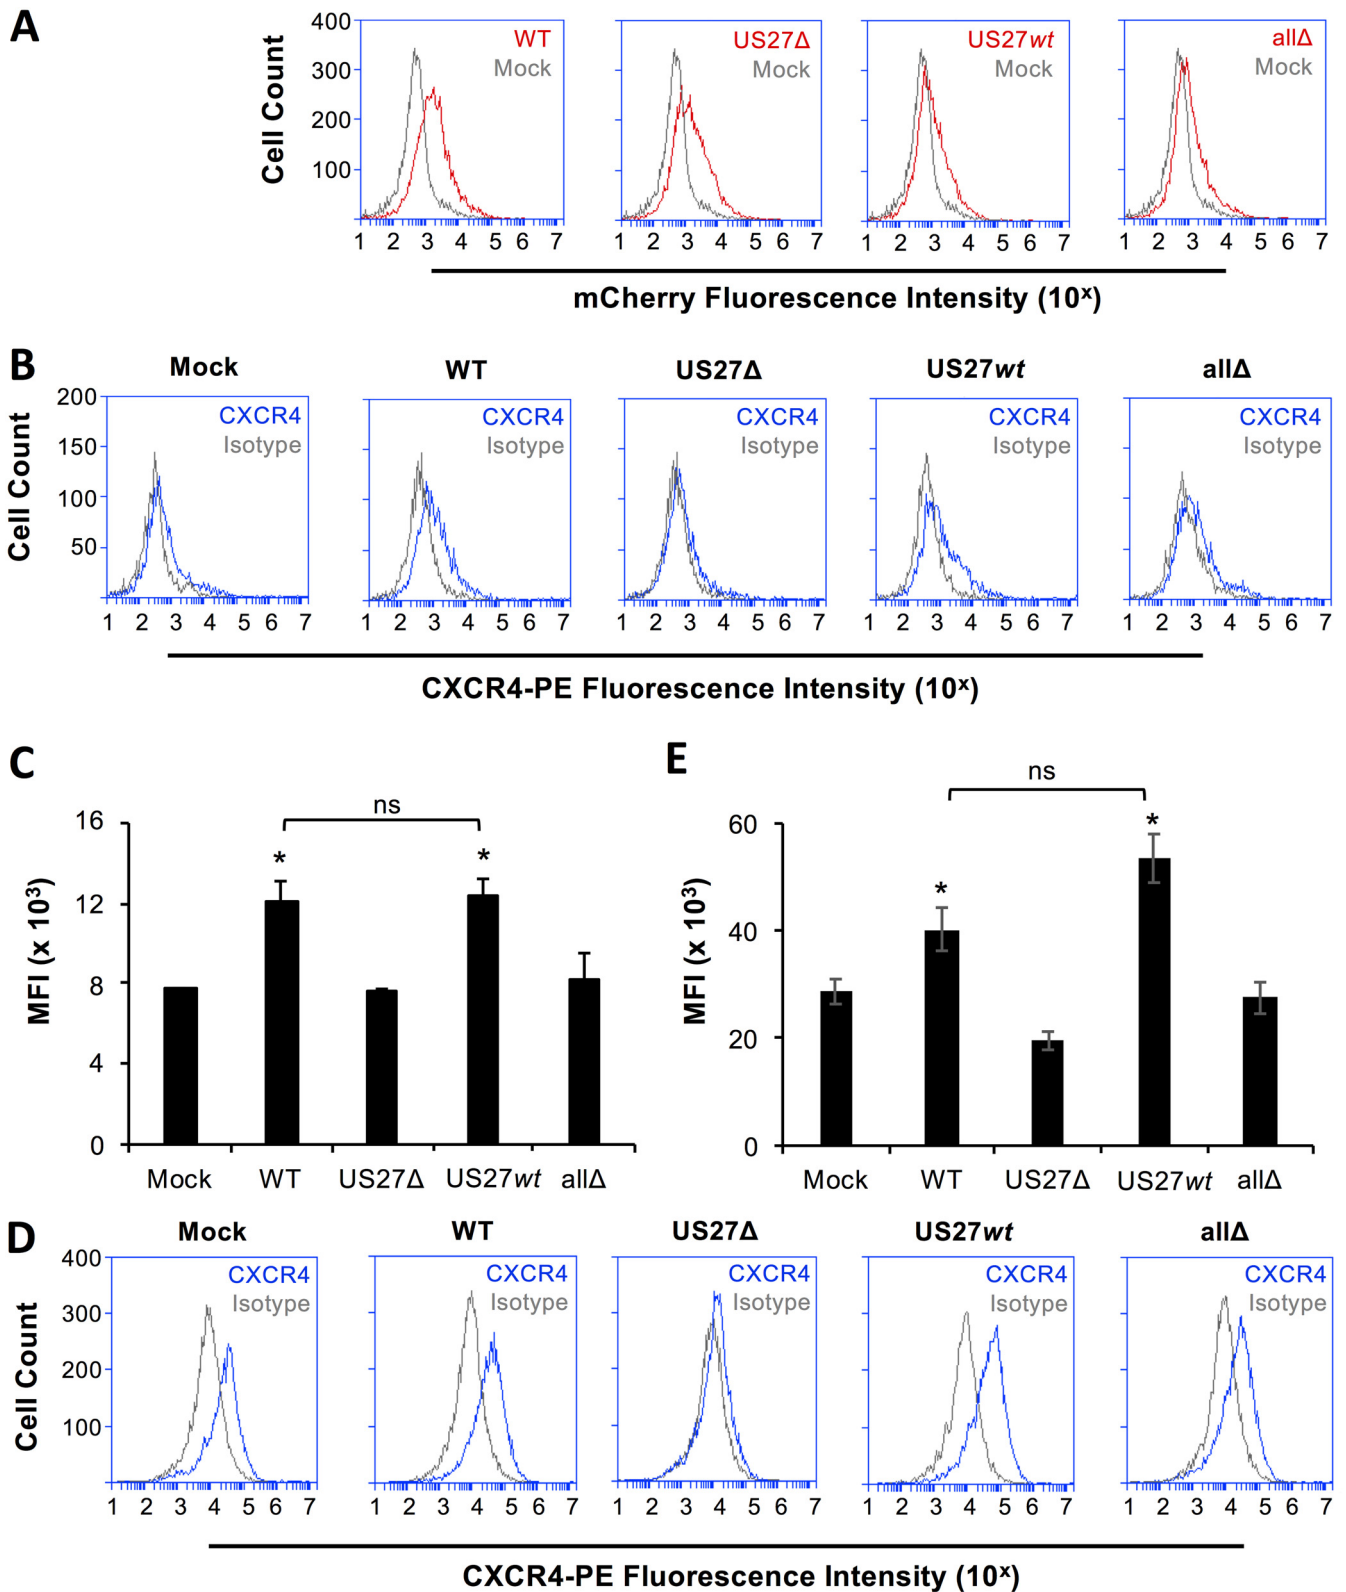 A
Cell Count
400
300
200
100
WT
Mock
US27Δ
Mock
US27wt
Mock
allΔ
Mock
1 2 3 4 5 6 7
1 2 3 4 5 6 7
1 2 3 4 5 6 7
1 2 3 4 5 6 7
mCherry Fluorescence Intensity (10ˣ)
B
Mock
WT
US27Δ
US27wt
allΔ
Cell Count
200
150
100
50
CXCR4
Isotype
CXCR4
Isotype
CXCR4
Isotype
CXCR4
Isotype
CXCR4
Isotype
1 2 3 4 5 6 7
1 2 3 4 5 6 7
1 2 3 4 5 6 7
1 2 3 4 5 6 7
1 2 3 4 5 6 7
CXCR4-PE Fluorescence Intensity (10ˣ)
C
MFI (x 10³)
16
12
8
4
0
ns
*
*
Mock WT US27Δ US27wt allΔ
E
MFI (x 10³)
60
40
20
0
ns
*
*
Mock WT US27Δ US27wt allΔ
D
Mock
WT
US27Δ
US27wt
allΔ
Cell Count
400
300
200
100
CXCR4
Isotype
CXCR4
Isotype
CXCR4
Isotype
CXCR4
Isotype
CXCR4
Isotype
1 2 3 4 5 6 7
1 2 3 4 5 6 7
1 2 3 4 5 6 7
1 2 3 4 5 6 7
1 2 3 4 5 6 7
CXCR4-PE Fluorescence Intensity (10ˣ)